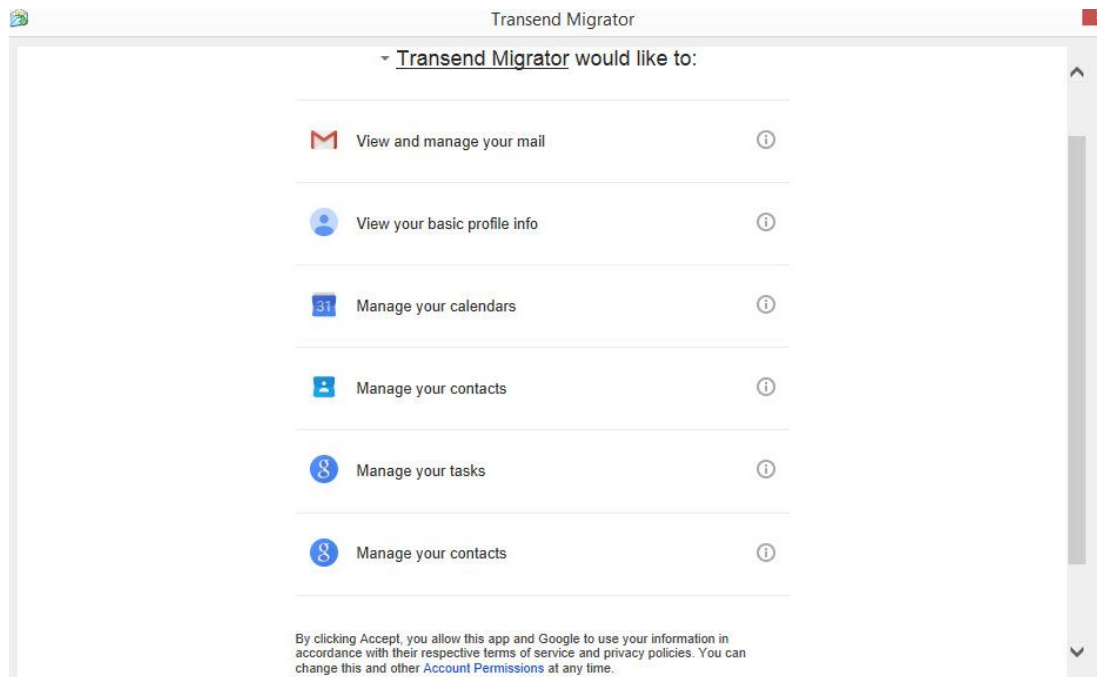 Transend Migrator
Transend Migrator would like to:
View and manage your mail
View your basic profile info
31
Manage your calendars
Manage your contacts
8
Manage your tasks
8
Manage your contacts
By clicking Accept, you allow this app and Google to use your information in
accordance with their respective terms of service and privacy policies. You can
change this and other Account Permissions at any time.